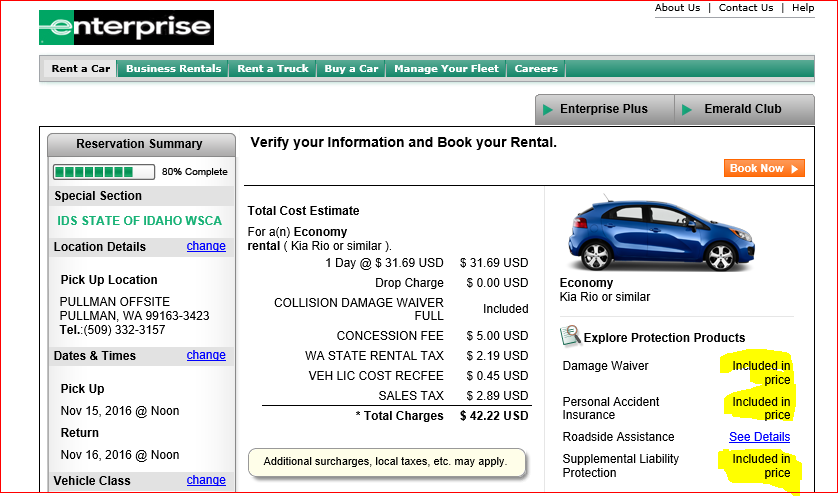 About Us | Contact Us | Help
enterprise
Rent a Car Business Rentals Rent a Truck Buy a Car Manage Your Fleet Careers
Enterprise Plus Emerald Club
Reservation Summary
80% Complete
Special Section
IDS STATE OF IDAHO WSCA
Location Details change
Pick Up Location
PULLMAN OFFSITE
PULLMAN, WA 99163-3423
Tel.:(509) 332-3157
Dates & Times change
Pick Up
Nov 15, 2016 @ Noon
Return
Nov 16, 2016 @ Noon
Vehicle Class change
Verify your Information and Book your Rental.
Book Now
Total Cost Estimate
For a(n) Economy
rental ( Kia Rio or similar ).
1 Day @ $ 31.69 USD $ 31.69 USD
Drop Charge $ 0.00 USD
COLLISION DAMAGE WAIVER
FULL Included
CONCESSION FEE $ 5.00 USD
WA STATE RENTAL TAX $ 2.19 USD
VEH LIC COST RECFEE $ 0.45 USD
SALES TAX $ 2.89 USD
* Total Charges $ 42.22 USD
Additional surcharges, local taxes, etc. may apply.
Economy
Kia Rio or similar
Explore Protection Products
Damage Waiver Included in
price
Personal Accident Included in
Insurance price
Roadside Assistance See Details
Supplemental Liability Included in
Protection price